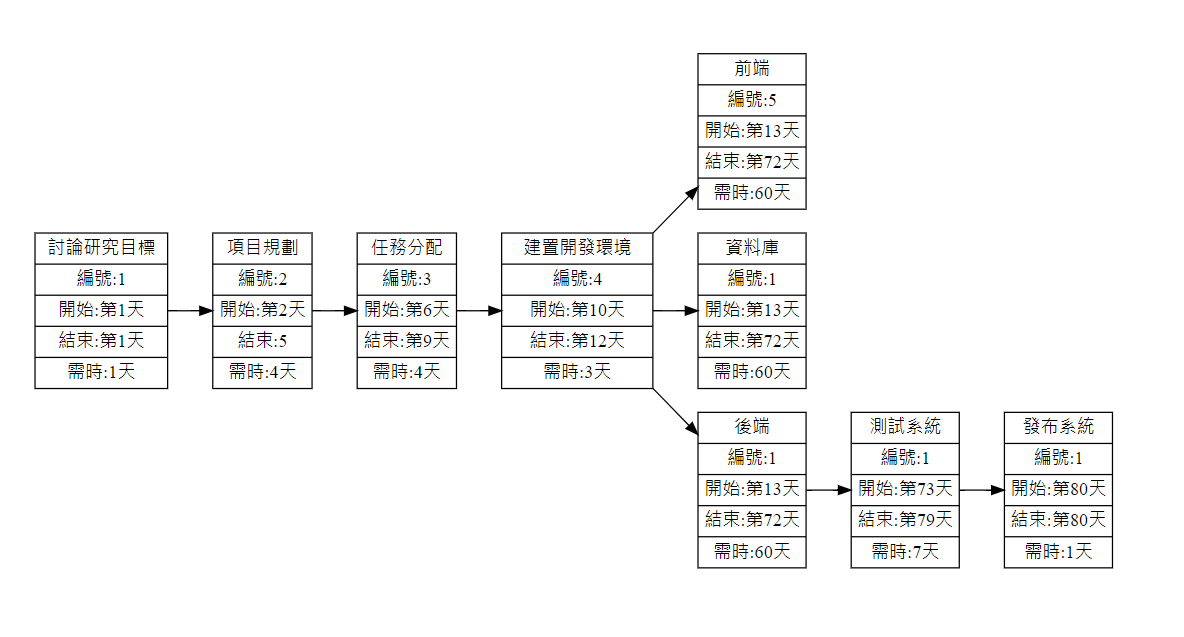 討論研究目標
編號:1
開始:第1天
結束:第1天
需時:1天
項目規劃
編號:2
開始:第2天
結束:5
需時:4天
任務分配
編號:3
開始:第6天
結束:第9天
需時:4天
建置開發環境
編號:4
開始:第10天
結束:第12天
需時:3天
前端
編號:5
開始:第13天
結束:第72天
需時:60天
資料庫
編號:1
開始:第13天
結束:第72天
需時:60天
後端
編號:1
開始:第13天
結束:第72天
需時:60天
測試系統
編號:1
開始:第73天
結束:第79天
需時:7天
發布系統
編號:1
開始:第80天
結束:第80天
需時:1天